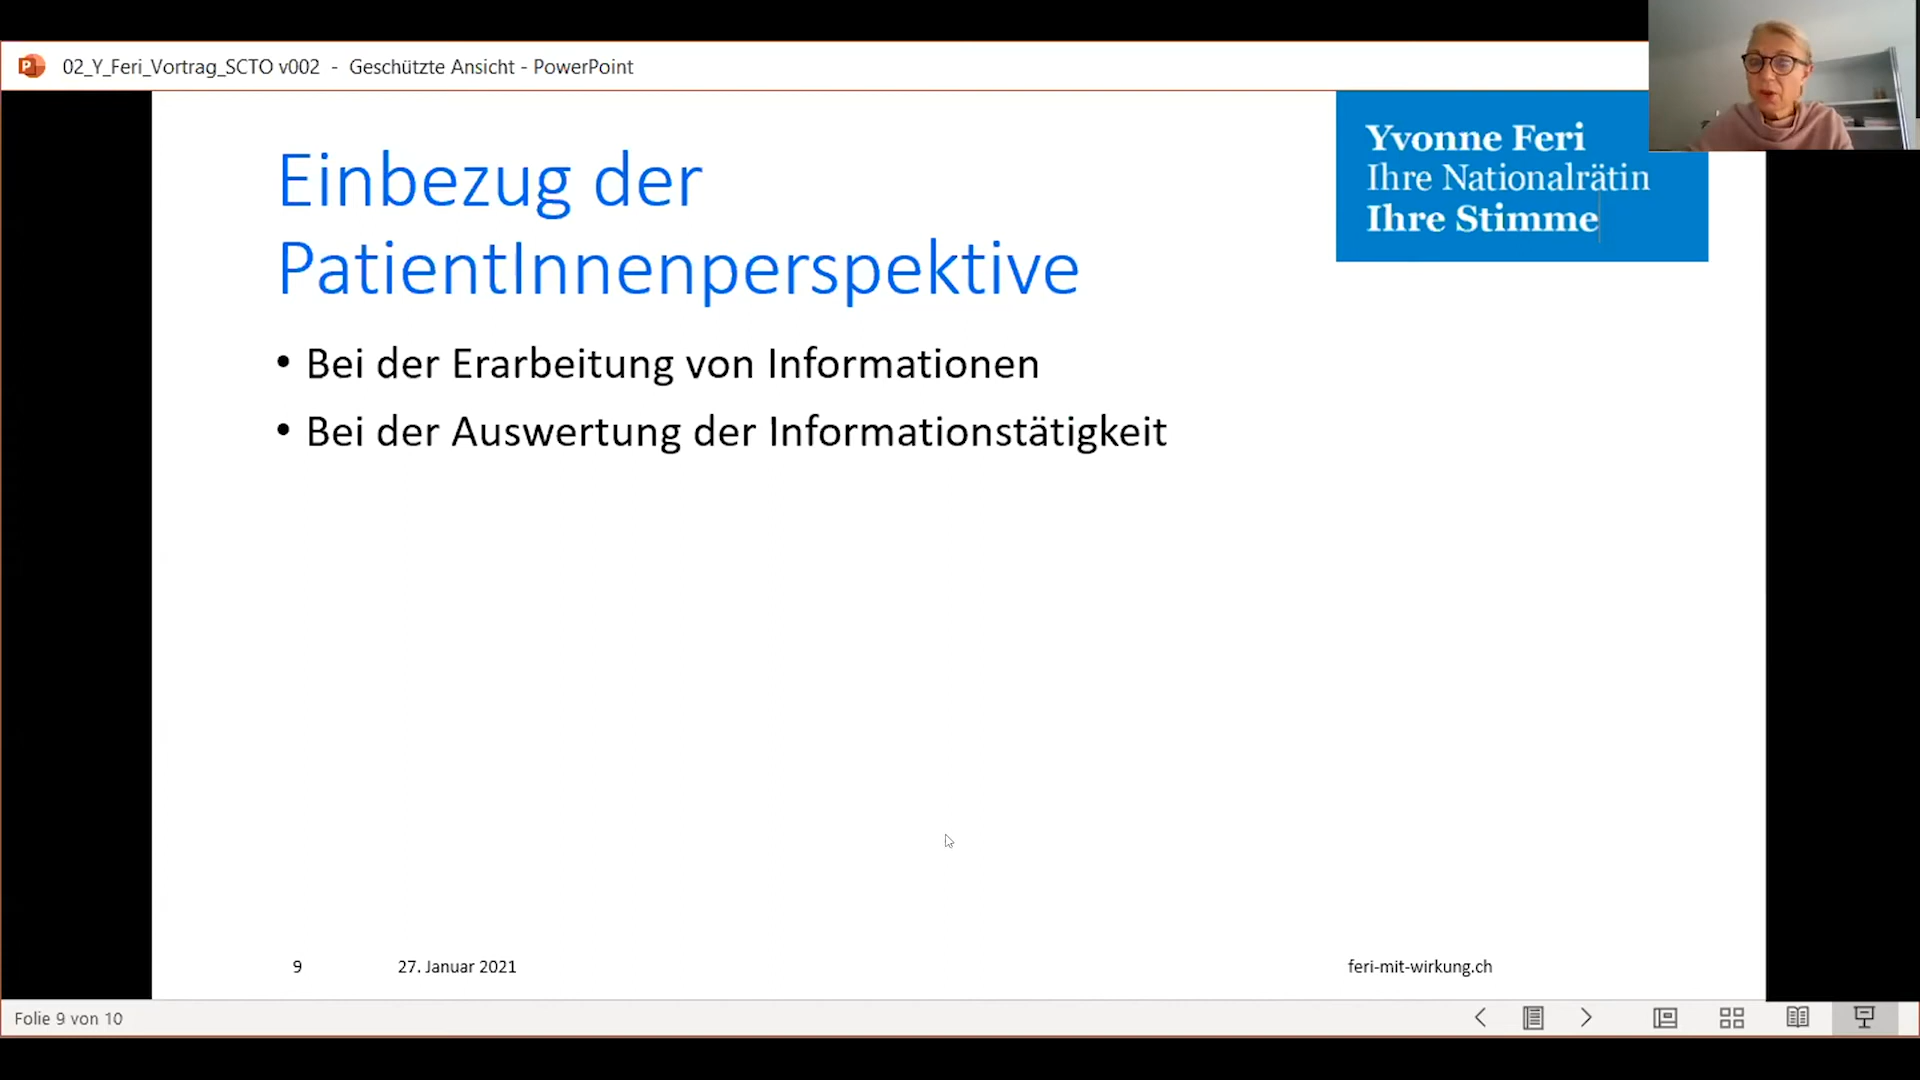 02_Y_Feri_Vortrag_SCTO v002 - Geschützte Ansicht - PowerPoint
Yvonne Feri
Ihre Nationalrätin
Ihre Stimme
Einbezug der
PatientInnenperspektive
• Bei der Erarbeitung von Informationen
• Bei der Auswertung der Informationstätigkeit
9 27. Januar 2021 feri-mit-wirkung.ch
Folie 9 von 10